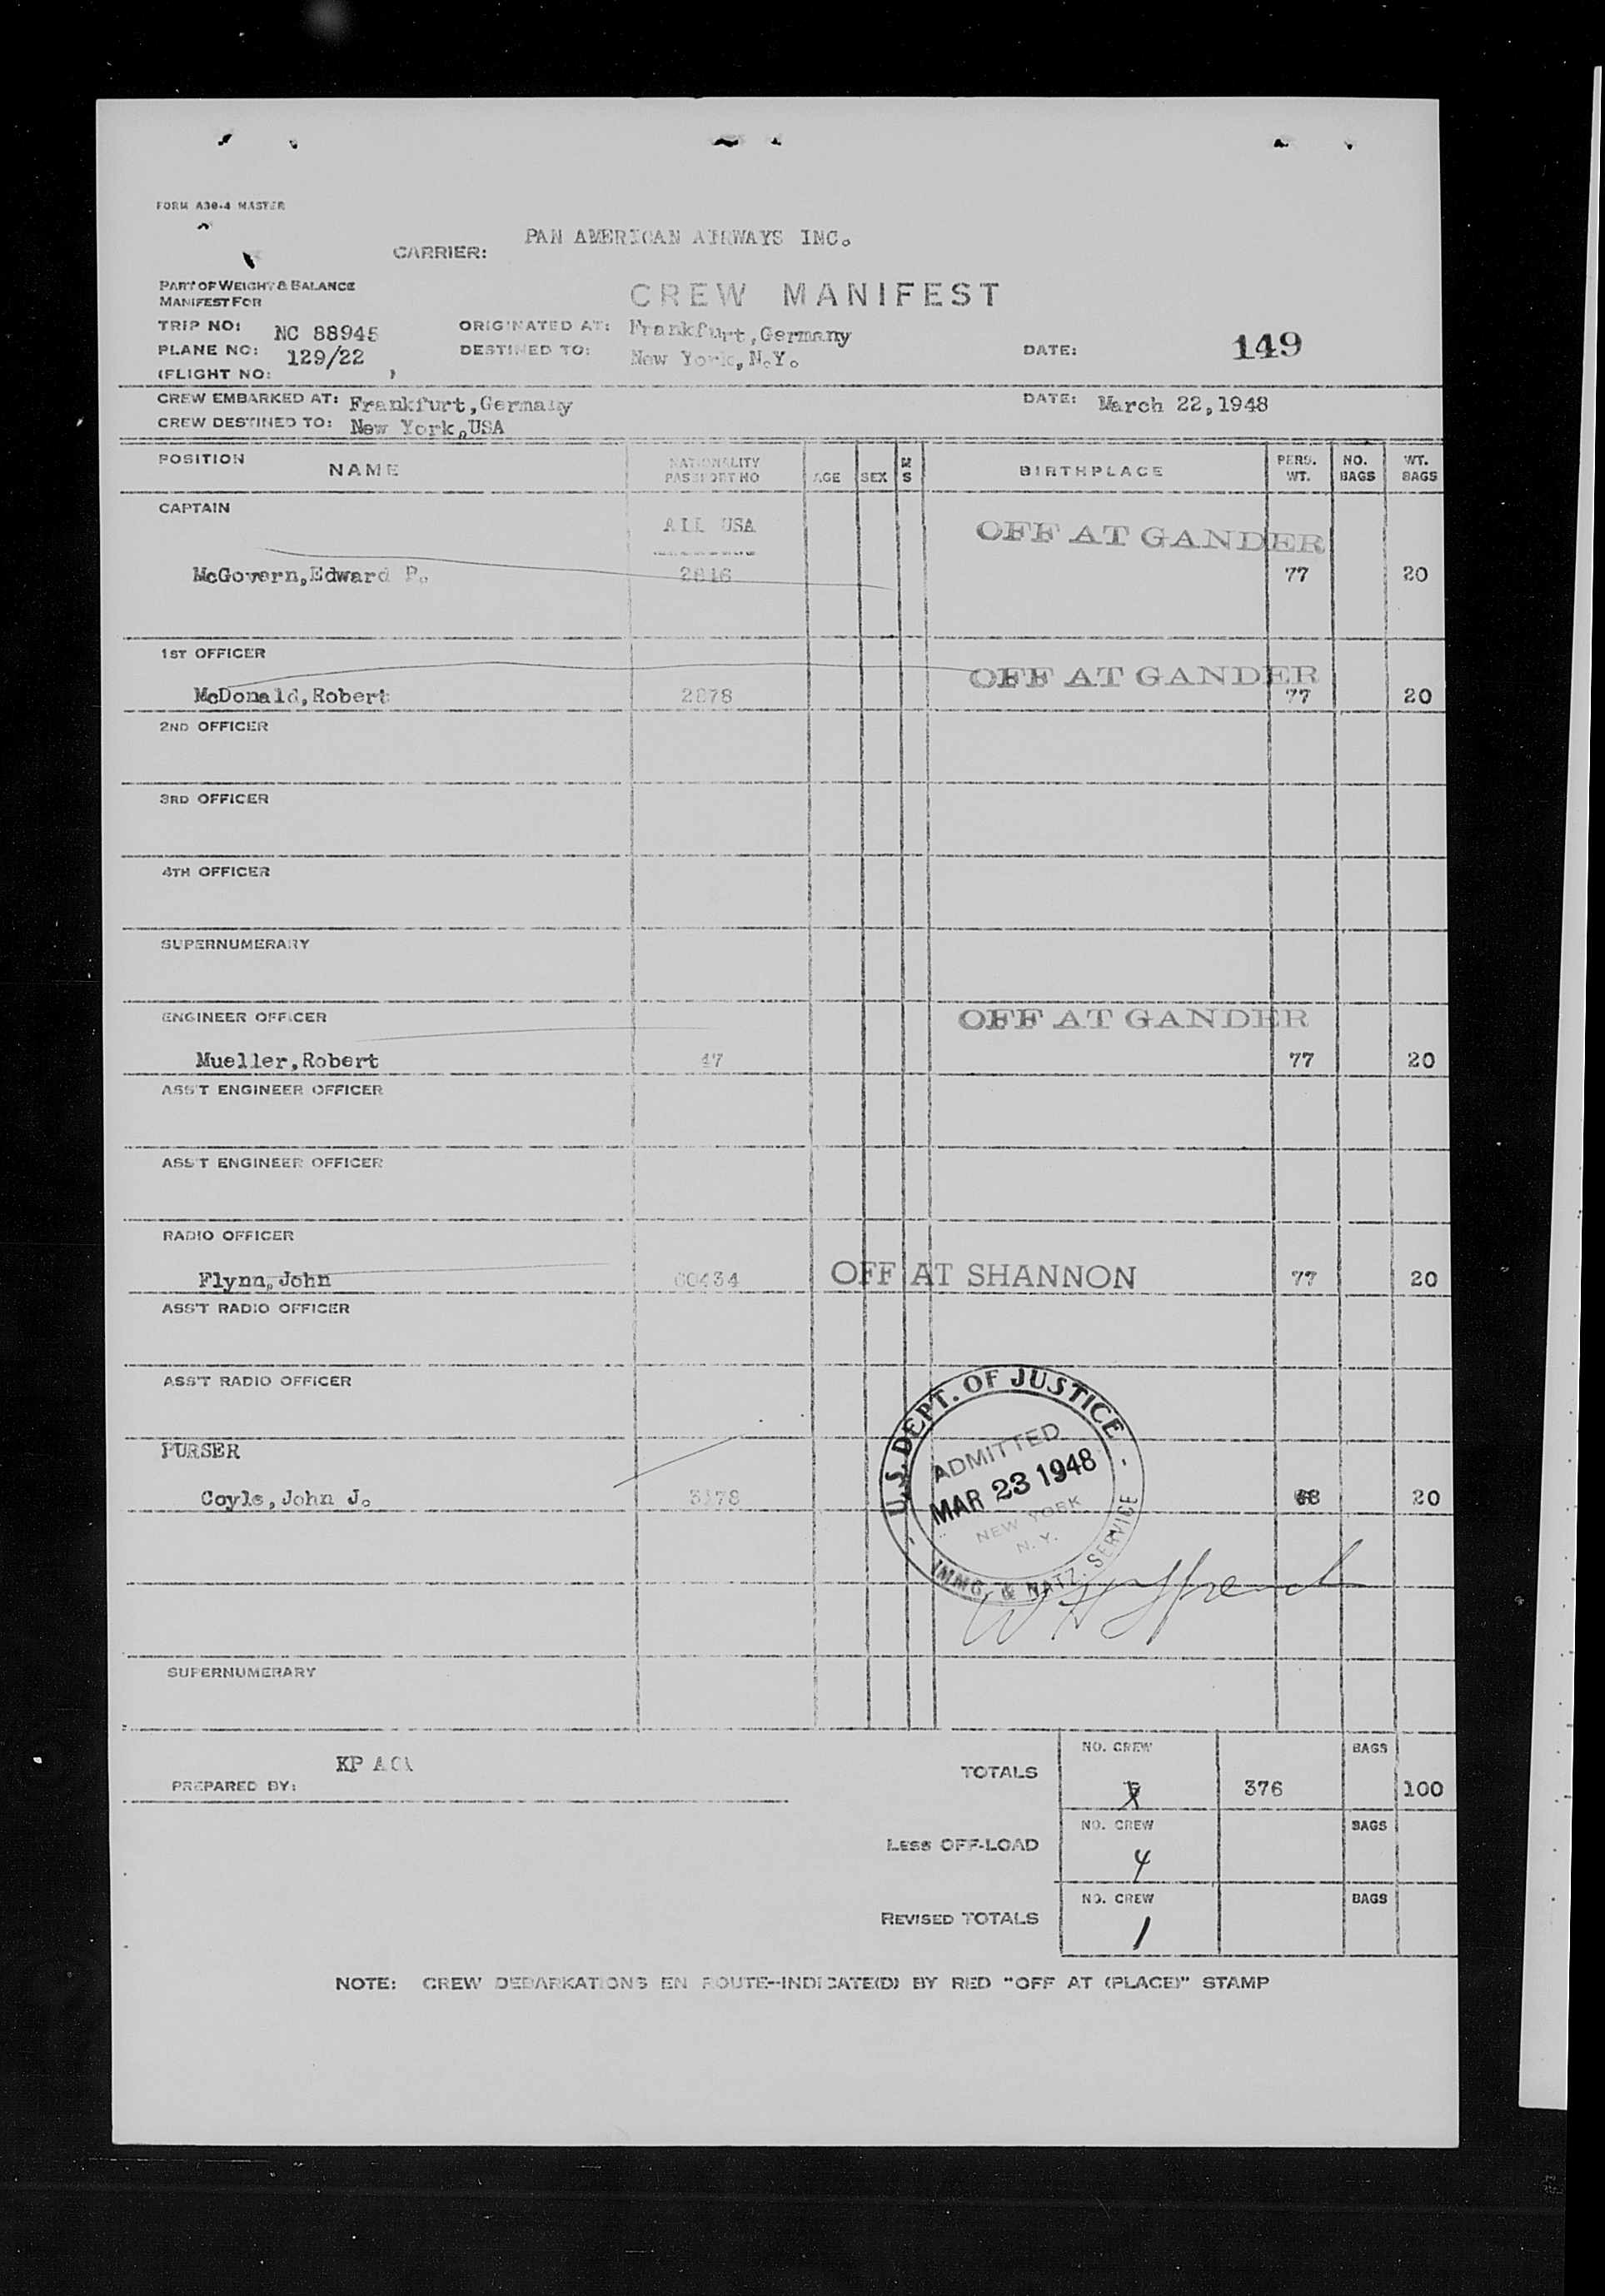 FORM A30-4 MASTER
CARRIER: PAN AMERICAN AIRWAYS INC.
PART OF WEIGHT & BALANCE
MANIFEST FOR
CREW MANIFEST
TRIP NO: NC 88945 ORIGINATED AT: Frankfurt,Germany
PLANE NO: 129/22 DESTINED TO: New York,N.Y. DATE: 149
(FLIGHT NO: )
CREW EMBARKED AT: Frankfurt,Germany DATE: March 22,1948
CREW DESTINED TO: New York,USA
POSITION NAME NATIONALITY PASSPORT NO AGE SEX M S BIRTHPLACE PERS. WT. NO. BAGS WT. BAGS
CAPTAIN
ALL USA OFF AT GANDER
McGovern,Edward P. 2816 77 20
1ST OFFICER
OFF AT GANDER
McDonald,Robert 2878 77 20
2ND OFFICER
3RD OFFICER
4TH OFFICER
SUPERNUMERARY
ENGINEER OFFICER OFF AT GANDER
Mueller,Robert 47 77 20
ASS'T ENGINEER OFFICER
ASS'T ENGINEER OFFICER
RADIO OFFICER
Flynn,John 60434 OFF AT SHANNON 77 20
ASS'T RADIO OFFICER
ASS'T RADIO OFFICER
PURSER
Coyle,John J. 68 20
U.S. DEPT. OF JUSTICE
ADMITTED
MAR 23 1948
NEW YORK
N. Y.
IMMG. & NATZ. SERVICE
SUPERNUMERARY
PREPARED BY: KP
TOTALS NO. CREW 376 BAGS 100
LESS OFF-LOAD NO. CREW 4 BAGS
REVISED TOTALS NO. CREW 1 BAGS
NOTE: CREW DEBARKATIONS EN ROUTE--INDICATE(D) BY RED "OFF AT (PLACE)" STAMP